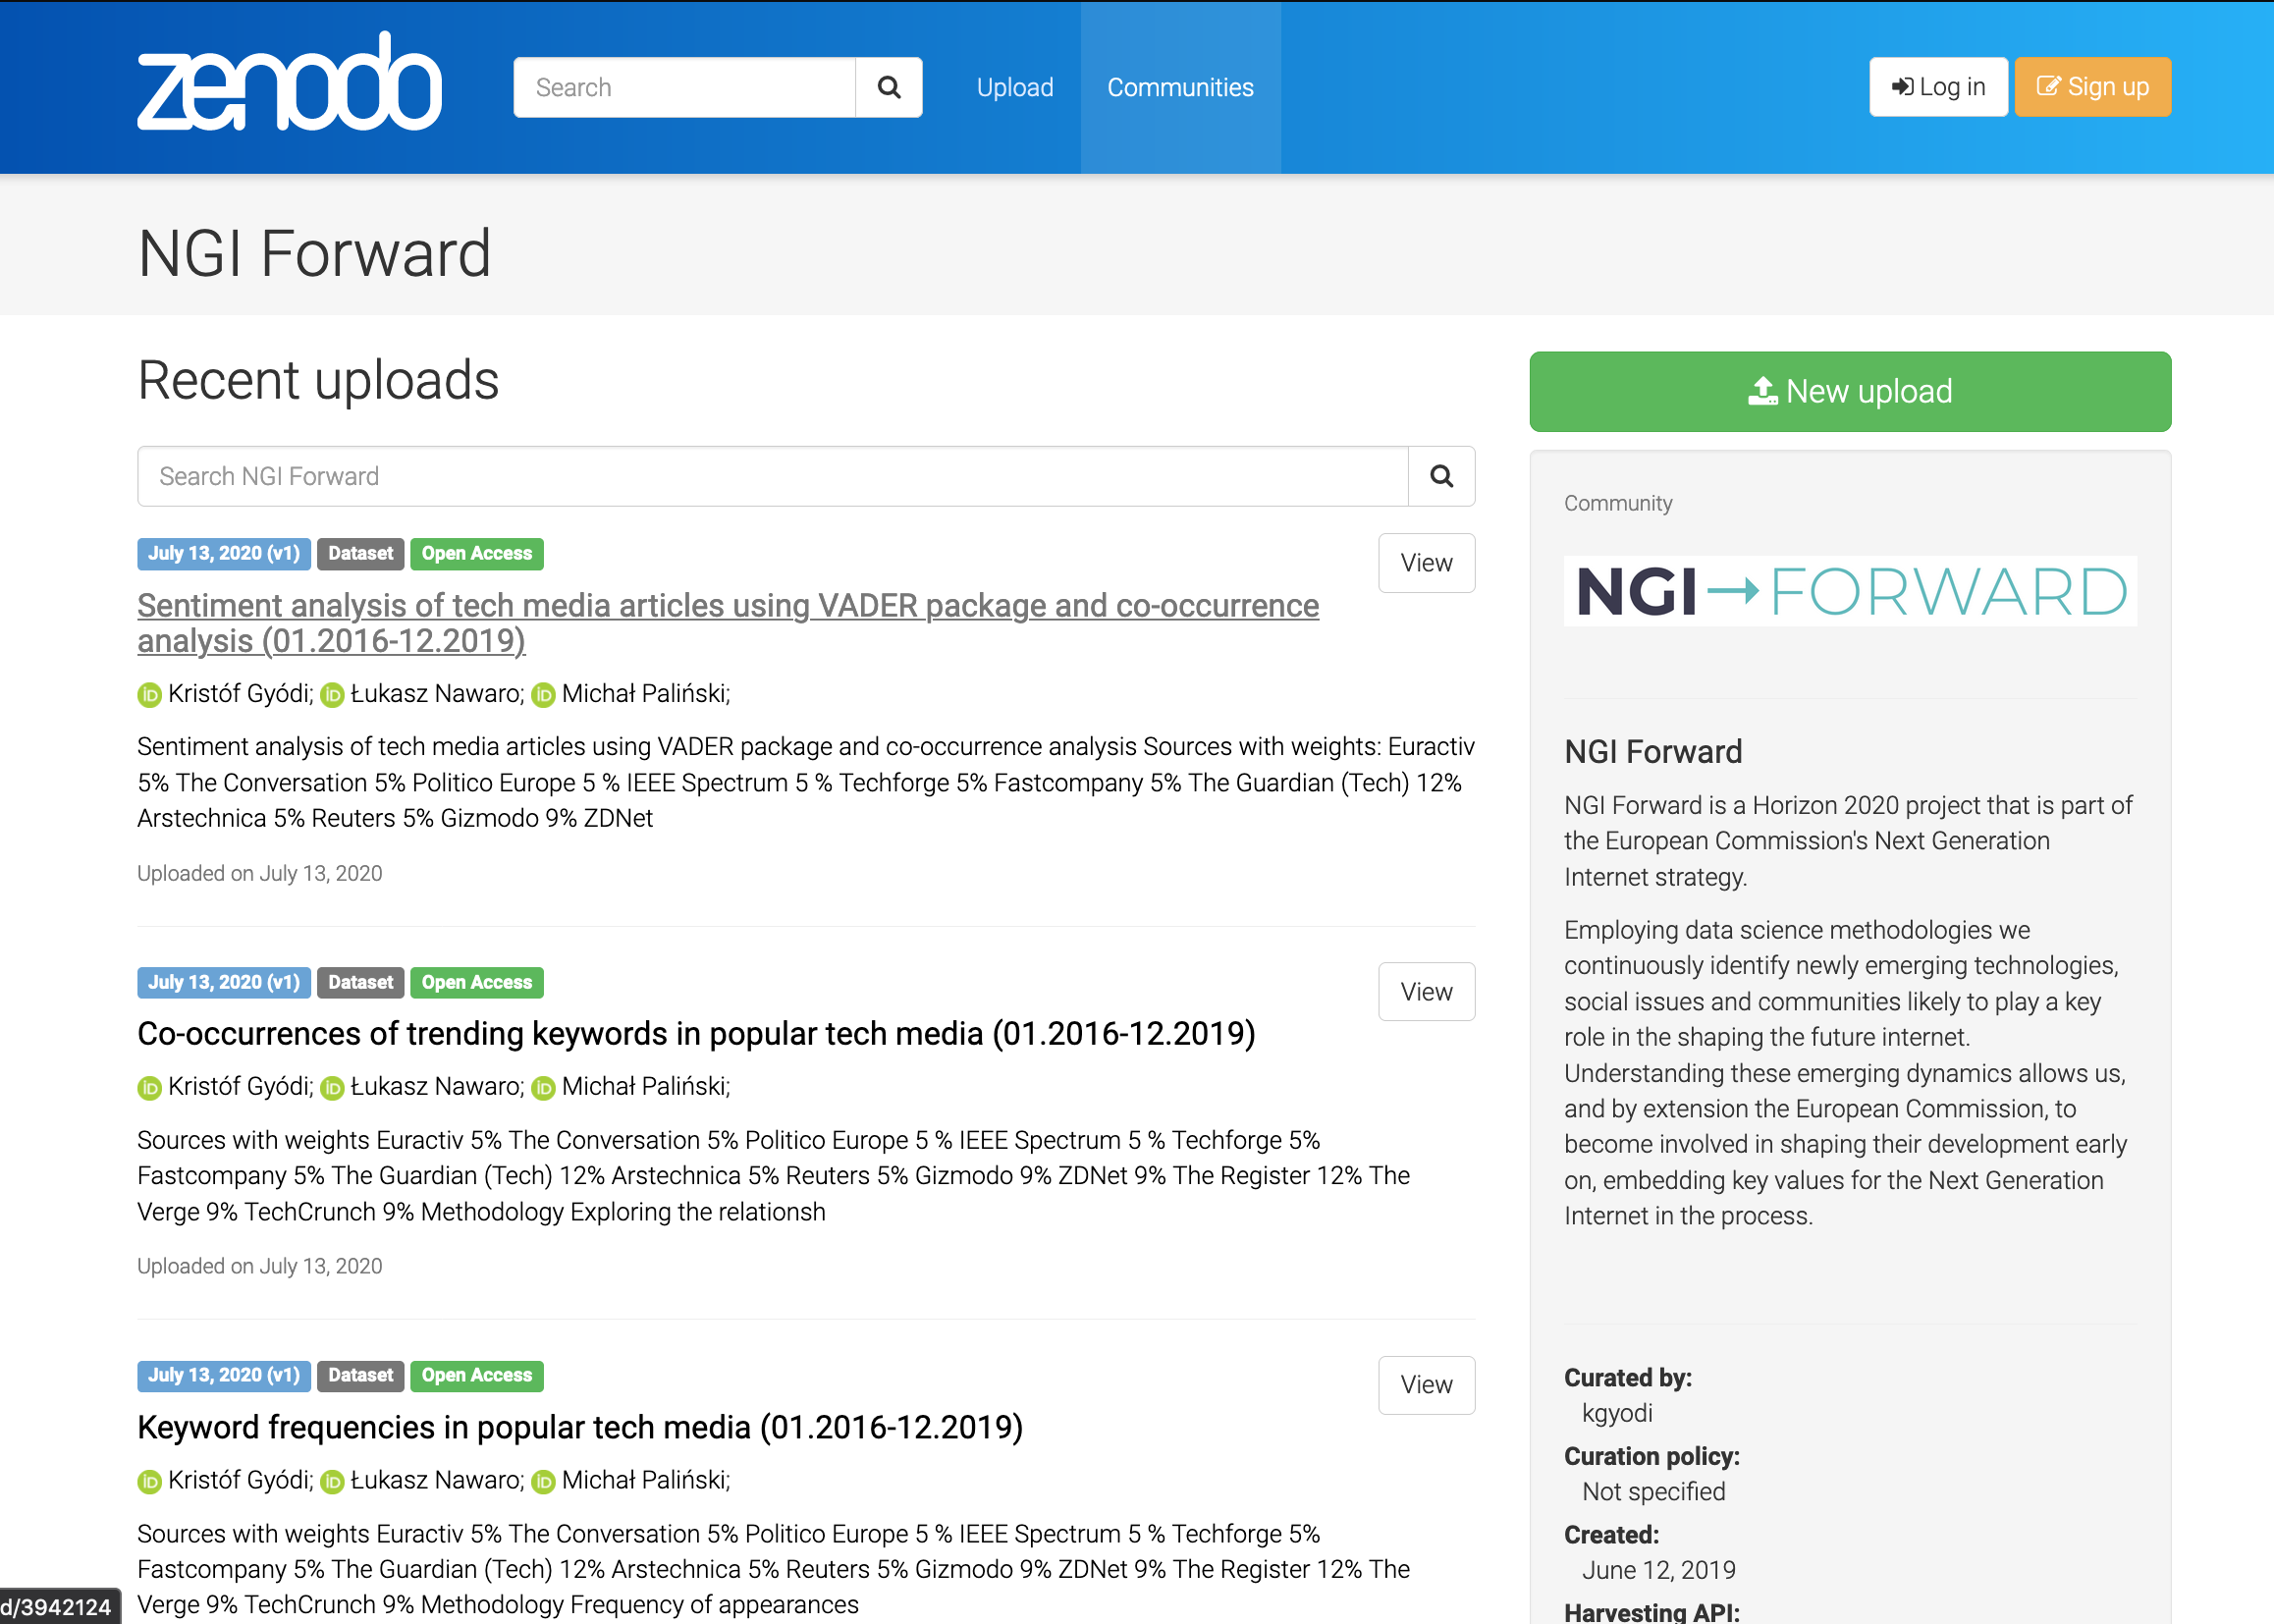 zenodo
Search
Upload
Communities
Log in
Sign up
NGI Forward
Recent uploads
Search NGI Forward
July 13, 2020 (v1) Dataset Open Access
View
Sentiment analysis of tech media articles using VADER package and co-occurrence
analysis (01.2016-12.2019)
iD Kristóf Gyódi; iD Łukasz Nawaro; iD Michał Paliński;
Sentiment analysis of tech media articles using VADER package and co-occurrence analysis Sources with weights: Euractiv
5% The Conversation 5% Politico Europe 5 % IEEE Spectrum 5 % Techforge 5% Fastcompany 5% The Guardian (Tech) 12%
Arstechnica 5% Reuters 5% Gizmodo 9% ZDNet
Uploaded on July 13, 2020
July 13, 2020 (v1) Dataset Open Access
View
Co-occurrences of trending keywords in popular tech media (01.2016-12.2019)
iD Kristóf Gyódi; iD Łukasz Nawaro; iD Michał Paliński;
Sources with weights Euractiv 5% The Conversation 5% Politico Europe 5 % IEEE Spectrum 5 % Techforge 5%
Fastcompany 5% The Guardian (Tech) 12% Arstechnica 5% Reuters 5% Gizmodo 9% ZDNet 9% The Register 12% The
Verge 9% TechCrunch 9% Methodology Exploring the relationsh
Uploaded on July 13, 2020
July 13, 2020 (v1) Dataset Open Access
View
Keyword frequencies in popular tech media (01.2016-12.2019)
iD Kristóf Gyódi; iD Łukasz Nawaro; iD Michał Paliński;
Sources with weights Euractiv 5% The Conversation 5% Politico Europe 5 % IEEE Spectrum 5 % Techforge 5%
Fastcompany 5% The Guardian (Tech) 12% Arstechnica 5% Reuters 5% Gizmodo 9% ZDNet 9% The Register 12% The
Verge 9% TechCrunch 9% Methodology Frequency of appearances
d/3942124
New upload
Community
NGI→FORWARD
NGI Forward
NGI Forward is a Horizon 2020 project that is part of
the European Commission's Next Generation
Internet strategy.
Employing data science methodologies we
continuously identify newly emerging technologies,
social issues and communities likely to play a key
role in the shaping the future internet.
Understanding these emerging dynamics allows us,
and by extension the European Commission, to
become involved in shaping their development early
on, embedding key values for the Next Generation
Internet in the process.
Curated by:
kgyodi
Curation policy:
Not specified
Created:
June 12, 2019
Harvesting API: